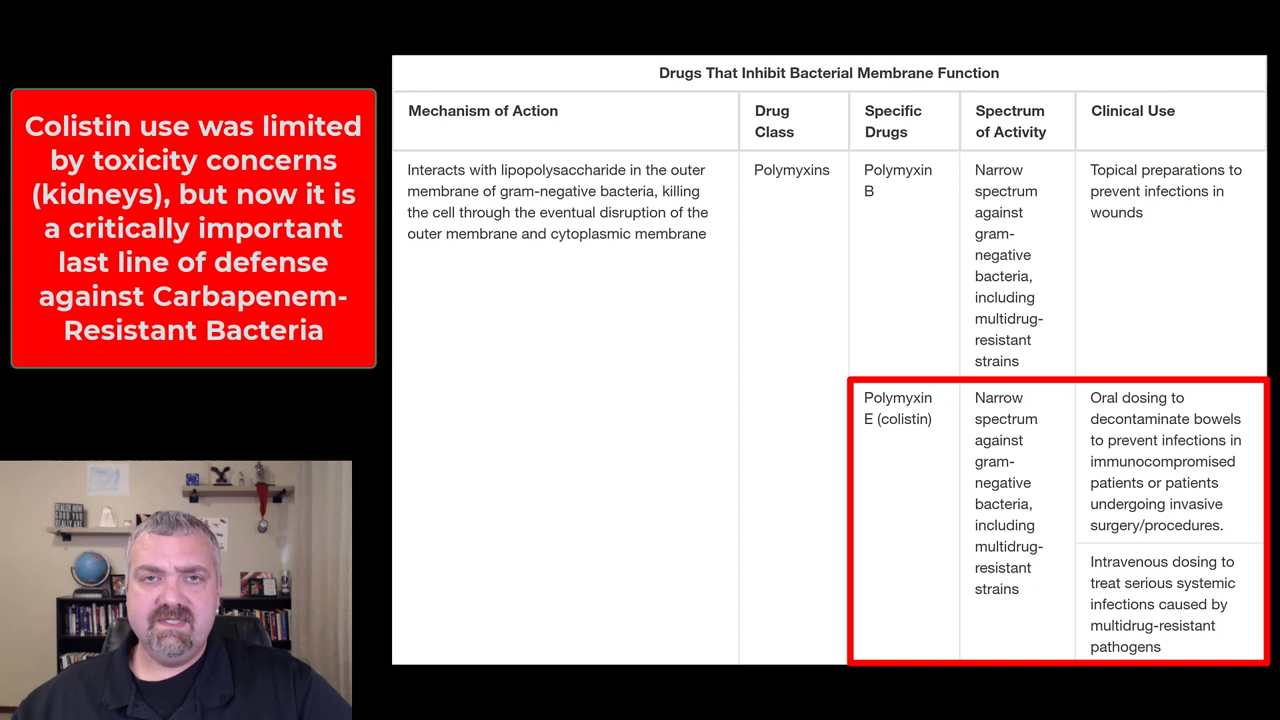 Colistin use was limited
by toxicity concerns
(kidneys), but now it is
a critically important
last line of defense
against Carbapenem-
Resistant Bacteria
Drugs That Inhibit Bacterial Membrane Function
Mechanism of Action
Drug
Class
Specific
Drugs
Spectrum
of Activity
Clinical Use
Interacts with lipopolysaccharide in the outer
membrane of gram-negative bacteria, killing
the cell through the eventual disruption of the
outer membrane and cytoplasmic membrane
Polymyxins
Polymyxin
B
Narrow
spectrum
against
gram-
negative
bacteria,
including
multidrug-
resistant
strains
Topical preparations to
prevent infections in
wounds
Polymyxin
E (colistin)
Narrow
spectrum
against
gram-
negative
bacteria,
including
multidrug-
resistant
strains
Oral dosing to
decontaminate bowels
to prevent infections in
immunocompromised
patients or patients
undergoing invasive
surgery/procedures.
Intravenous dosing to
treat serious systemic
infections caused by
multidrug-resistant
pathogens